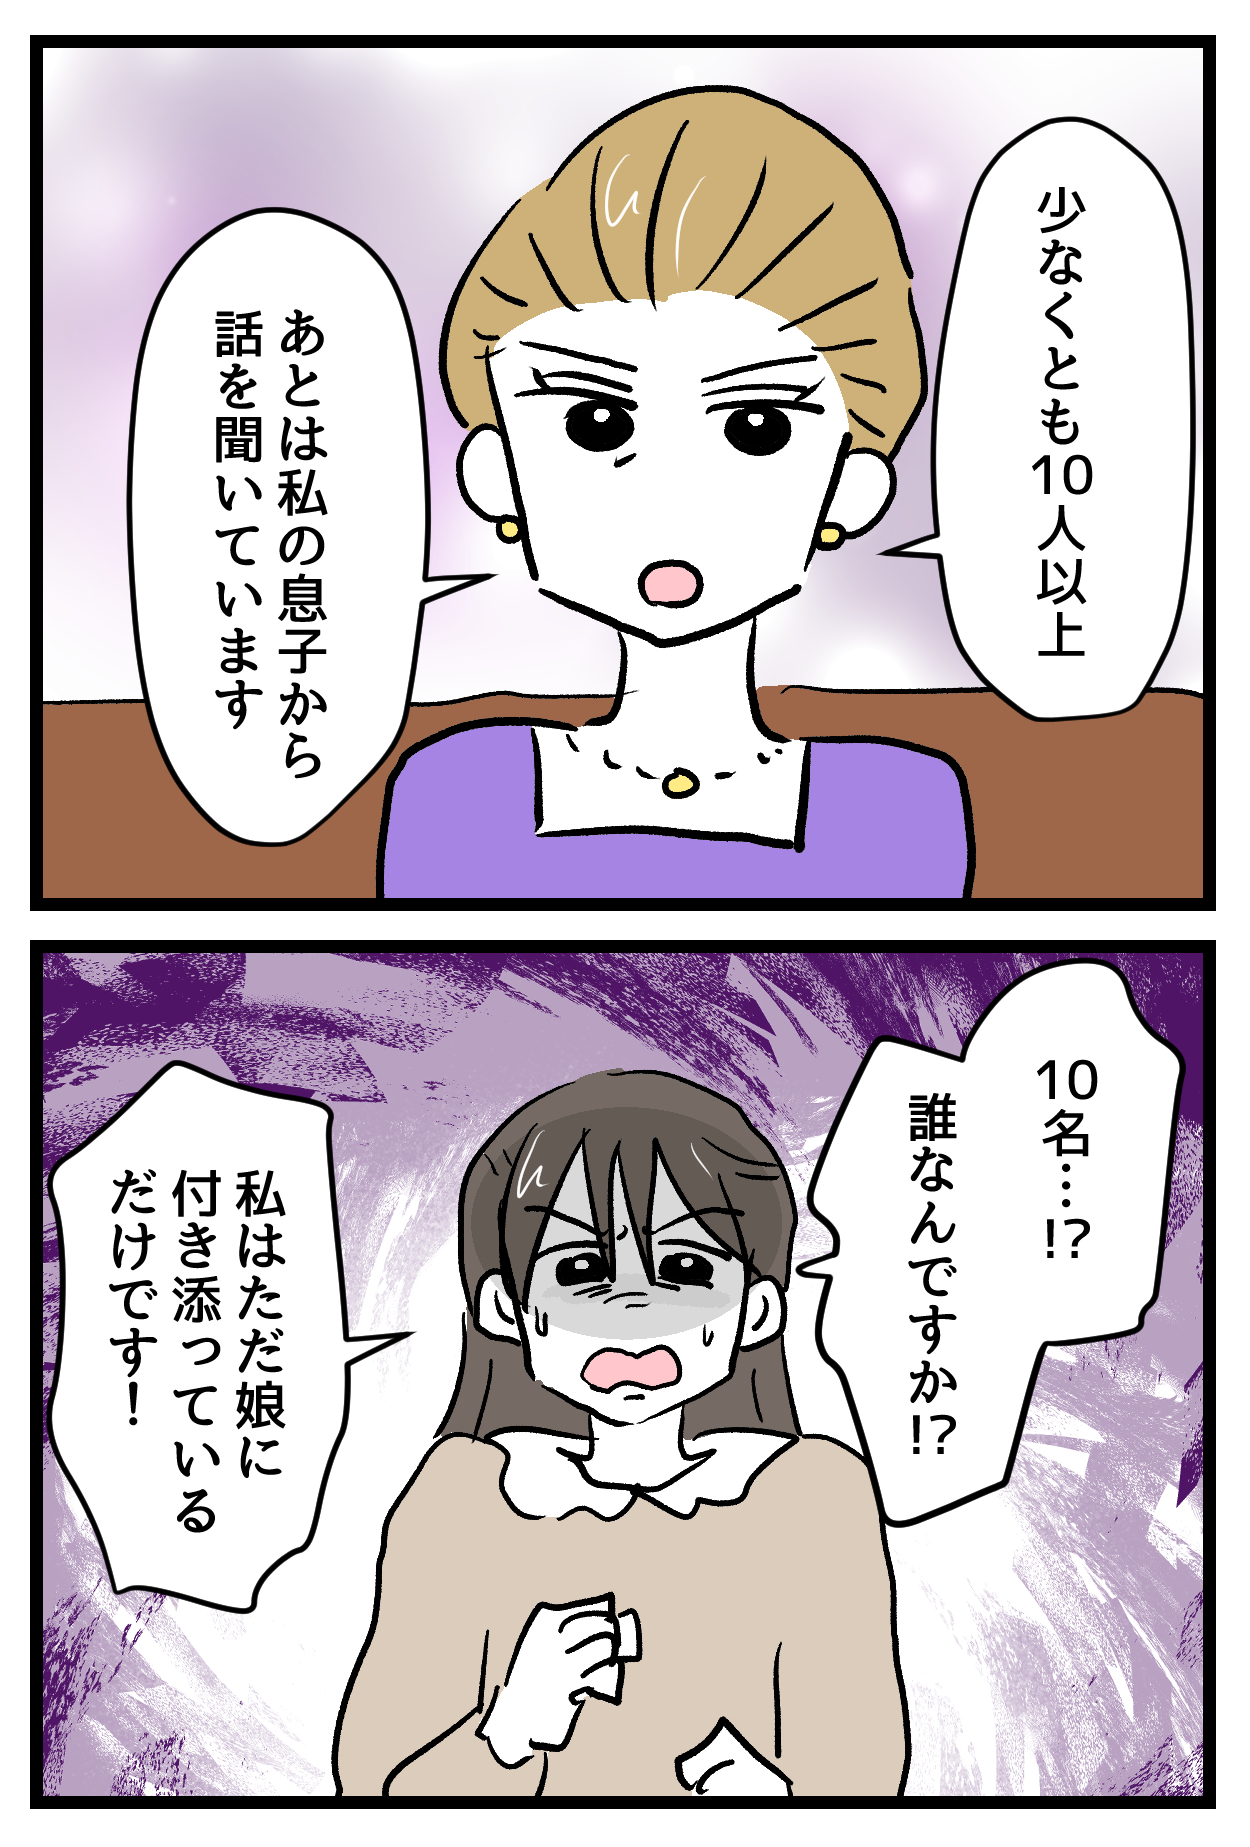 少なくとも10人以上
あとは私の息子から
話を聞いています
10名…!?
誰なんですか!?
私はただ娘に
付き添っている
だけです！